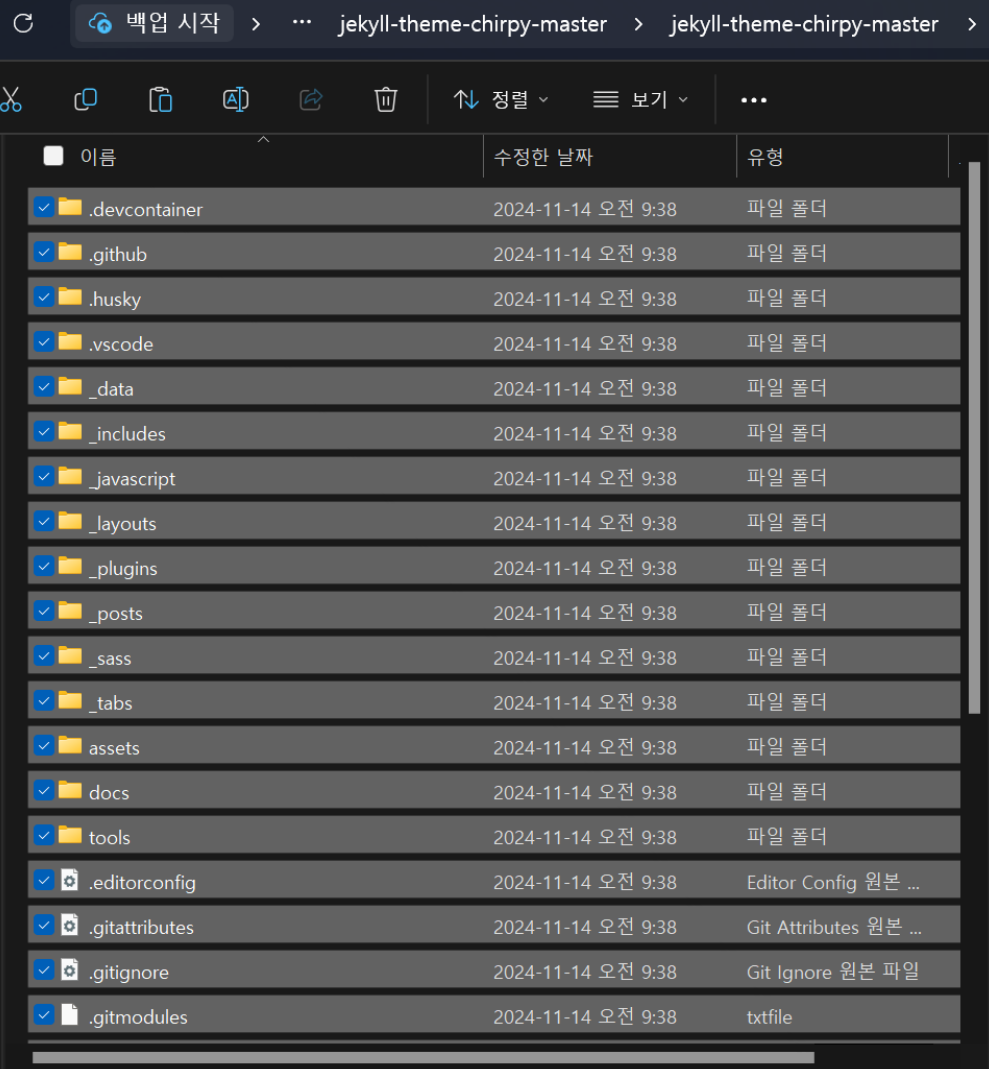 백업 시작 > ··· jekyll-theme-chirpy-master > jekyll-theme-chirpy-master >
정렬 보기 ···
이름 수정한 날짜 유형
.devcontainer 2024-11-14 오전 9:38 파일 폴더
.github 2024-11-14 오전 9:38 파일 폴더
.husky 2024-11-14 오전 9:38 파일 폴더
.vscode 2024-11-14 오전 9:38 파일 폴더
_data 2024-11-14 오전 9:38 파일 폴더
_includes 2024-11-14 오전 9:38 파일 폴더
_javascript 2024-11-14 오전 9:38 파일 폴더
_layouts 2024-11-14 오전 9:38 파일 폴더
_plugins 2024-11-14 오전 9:38 파일 폴더
_posts 2024-11-14 오전 9:38 파일 폴더
_sass 2024-11-14 오전 9:38 파일 폴더
_tabs 2024-11-14 오전 9:38 파일 폴더
assets 2024-11-14 오전 9:38 파일 폴더
docs 2024-11-14 오전 9:38 파일 폴더
tools 2024-11-14 오전 9:38 파일 폴더
.editorconfig 2024-11-14 오전 9:38 Editor Config 원본 ...
.gitattributes 2024-11-14 오전 9:38 Git Attributes 원본 ...
.gitignore 2024-11-14 오전 9:38 Git Ignore 원본 파일
.gitmodules 2024-11-14 오전 9:38 txtfile